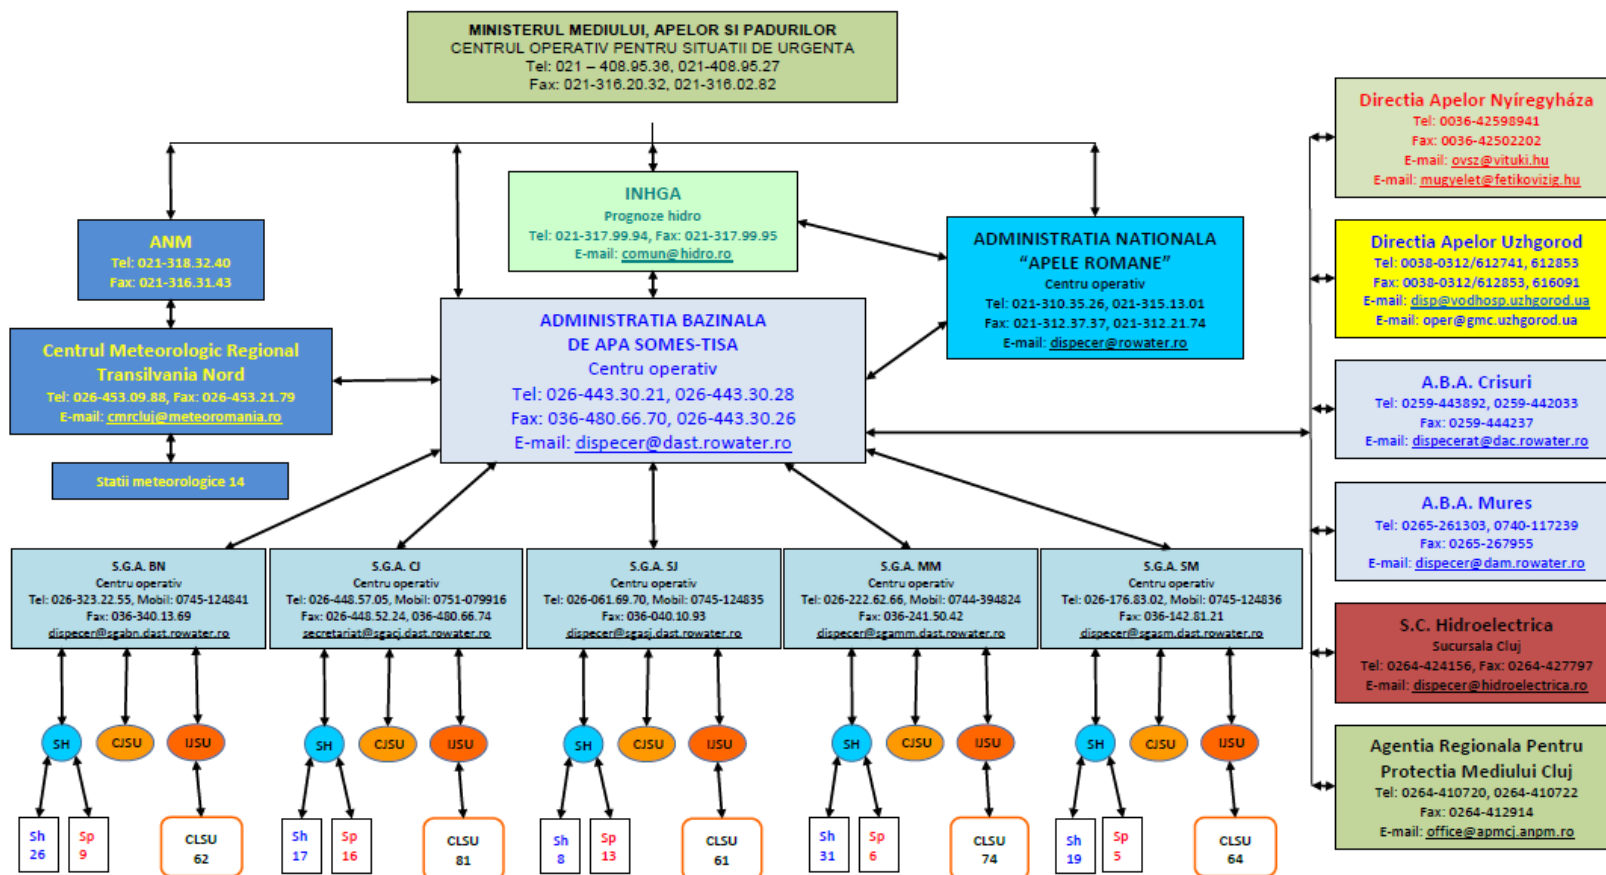 MINISTERUL MEDIULUI, APELOR SI PADURILOR
CENTRUL OPERATIV PENTRU SITUATII DE URGENTA
Tel: 021 – 408.95.36, 021-408.95.27
Fax: 021-316.20.32, 021-316.02.82
ANM
Tel: 021-318.32.40
Fax: 021-316.31.43
INHGA
Prognoze hidro
Tel: 021-317.99.94, Fax: 021-317.99.95
E-mail: comun@hidro.ro
ADMINISTRATIA NATIONALA
“APELE ROMANE”
Centru operativ
Tel: 021-310.35.26, 021-315.13.01
Fax: 021-312.37.37, 021-312.21.74
E-mail: dispecer@rowater.ro
Centrul Meteorologic Regional
Transilvania Nord
Tel: 026-453.09.88, Fax: 026-453.21.79
E-mail: cmrcluj@meteoromania.ro
Statii meteorologice 14
ADMINISTRATIA BAZINALA
DE APA SOMES-TISA
Centru operativ
Tel: 026-443.30.21, 026-443.30.28
Fax: 036-480.66.70, 026-443.30.26
E-mail: dispecer@dast.rowater.ro
Directia Apelor Nyíregyháza
Tel: 0036-42598941
Fax: 0036-42502202
E-mail: ovsz@vituki.hu
E-mail: mugyelet@fetikovizig.hu
Directia Apelor Uzhgorod
Tel: 0038-0312/612741, 612853
Fax: 0038-0312/612853, 616091
E-mail: disp@vodhosp.uzhgorod.ua
E-mail: oper@gmc.uzhgorod.ua
A.B.A. Crisuri
Tel: 0259-443892, 0259-442033
Fax: 0259-444237
E-mail: dispecerat@dac.rowater.ro
A.B.A. Mures
Tel: 0265-261303, 0740-117239
Fax: 0265-267955
E-mail: dispecer@dam.rowater.ro
S.C. Hidroelectrica
Sucursala Cluj
Tel: 0264-424156, Fax: 0264-427797
E-mail: dispecer@hidroelectrica.ro
Agentia Regionala Pentru
Protectia Mediului Cluj
Tel: 0264-410720, 0264-410722
Fax: 0264-412914
E-mail: office@apmcj.anpm.ro
S.G.A. BN
Centru operativ
Tel: 026-323.22.55, Mobil: 0745-124841
Fax: 036-340.13.69
dispecer@sgabn.dast.rowater.ro
S.G.A. CJ
Centru operativ
Tel: 026-448.57.05, Mobil: 0751-079916
Fax: 026-448.52.24, 036-480.66.74
secretariat@sgacj.dast.rowater.ro
S.G.A. SJ
Centru operativ
Tel: 026-061.69.70, Mobil: 0745-124835
Fax: 036-040.10.93
dispecer@sgasj.dast.rowater.ro
S.G.A. MM
Centru operativ
Tel: 026-222.62.66, Mobil: 0744-394824
Fax: 036-241.50.42
dispecer@sgamm.dast.rowater.ro
S.G.A. SM
Centru operativ
Tel: 026-176.83.02, Mobil: 0745-124836
Fax: 036-142.81.21
dispecer@sgasm.dast.rowater.ro
SH
CJSU
IJSU
SH
CJSU
IJSU
SH
CJSU
IJSU
SH
CJSU
IJSU
SH
CJSU
IJSU
Sh
26
Sp
9
CLSU
62
Sh
17
Sp
16
CLSU
81
Sh
8
Sp
13
CLSU
61
Sh
31
Sp
6
CLSU
74
Sh
19
Sp
5
CLSU
64